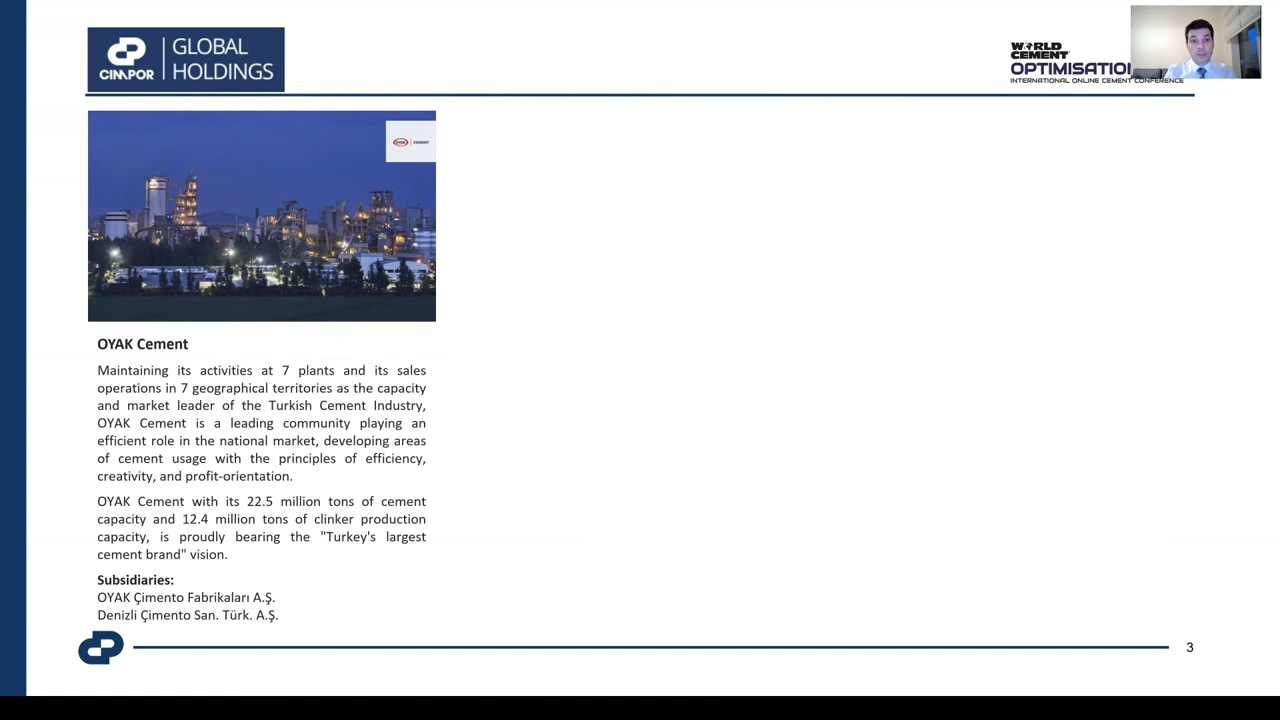 CIMPOR
GLOBAL
HOLDINGS
WORLD
CEMENT
OPTIMISATIO
INTERNATIONAL ONLINE CEMENT CONFERENCE
OYAK CEMENT
OYAK Cement
Maintaining its activities at 7 plants and its sales
operations in 7 geographical territories as the capacity
and market leader of the Turkish Cement Industry,
OYAK Cement is a leading community playing an
efficient role in the national market, developing areas
of cement usage with the principles of efficiency,
creativity, and profit-orientation.
OYAK Cement with its 22.5 million tons of cement
capacity and 12.4 million tons of clinker production
capacity, is proudly bearing the "Turkey's largest
cement brand" vision.
Subsidiaries:
OYAK Çimento Fabrikaları A.Ş.
Denizli Çimento San. Türk. A.Ş.
3